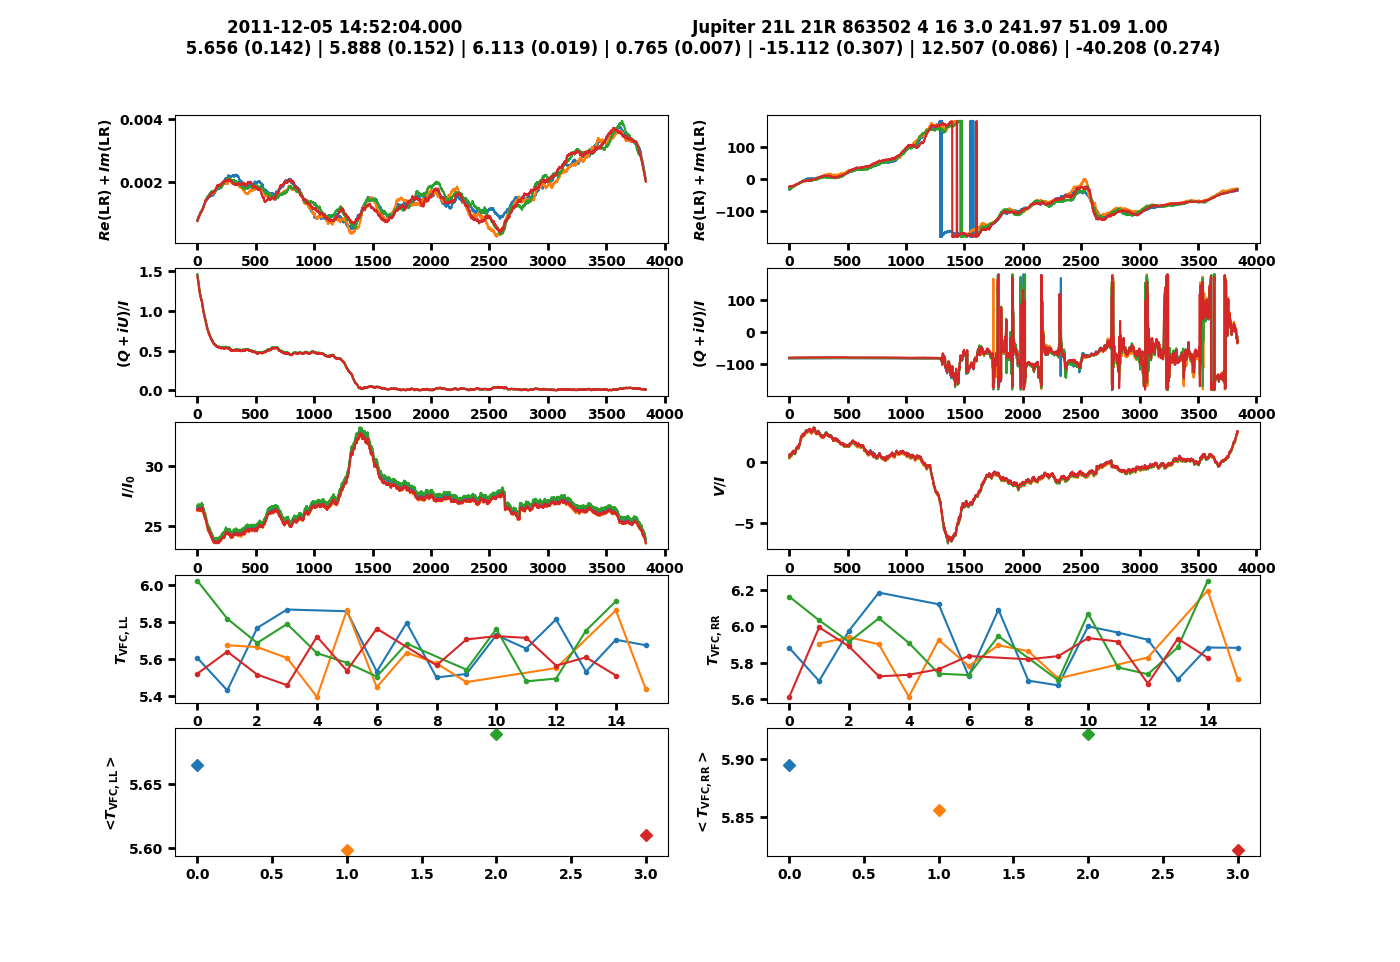 2011-12-05 14:52:04.000 Jupiter 21L 21R 863502 4 16 3.0 241.97 51.09 1.00
5.656 (0.142) | 5.888 (0.152) | 6.113 (0.019) | 0.765 (0.007) | -15.112 (0.307) | 12.507 (0.086) | -40.208 (0.274)
Re(LR) + Im(LR)
0.004
0.002
0 500 1000 1500 2000 2500 3000 3500 4000
Re(LR) + Im(LR)
100
0
−100
0 500 1000 1500 2000 2500 3000 3500 4000
(Q + iU)/I
1.5
1.0
0.5
0.0
0 500 1000 1500 2000 2500 3000 3500 4000
(Q + iU)/I
100
0
−100
0 500 1000 1500 2000 2500 3000 3500 4000
I/I0
30
25
0 500 1000 1500 2000 2500 3000 3500 4000
V/I
0
−5
0 500 1000 1500 2000 2500 3000 3500 4000
TVFC, LL
6.0
5.8
5.6
5.4
0 2 4 6 8 10 12 14
TVFC, RR
6.2
6.0
5.8
5.6
0 2 4 6 8 10 12 14
<TVFC, LL>
5.65
5.60
0.0 0.5 1.0 1.5 2.0 2.5 3.0
<TVFC, RR>
5.90
5.85
0.0 0.5 1.0 1.5 2.0 2.5 3.0